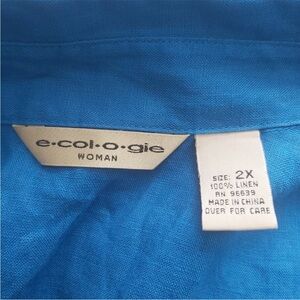 e•col•o•gie
WOMAN
SIZE: 2X
100% LINEN
RN 96639
MADE IN CHINA
OVER FOR CARE